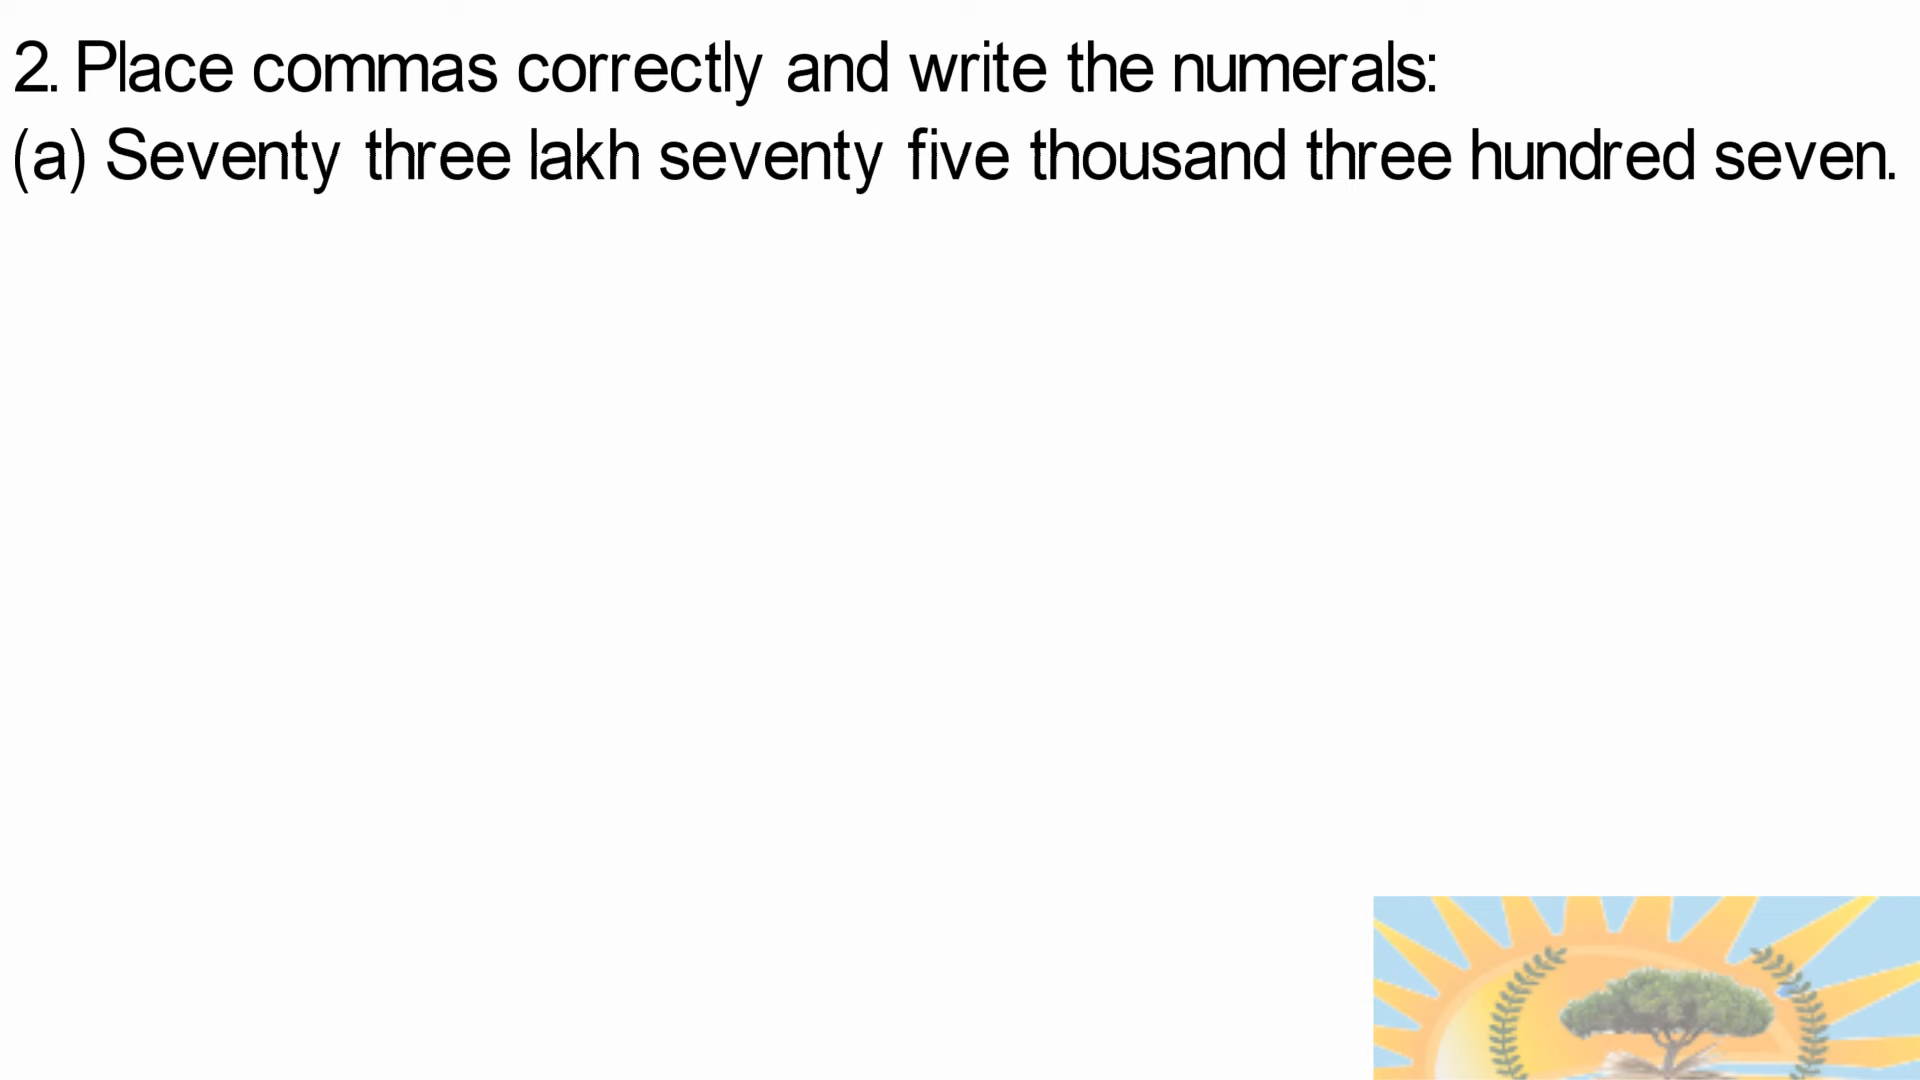 2. Place commas correctly and write the numerals:
(a) Seventy three lakh seventy five thousand three hundred seven.